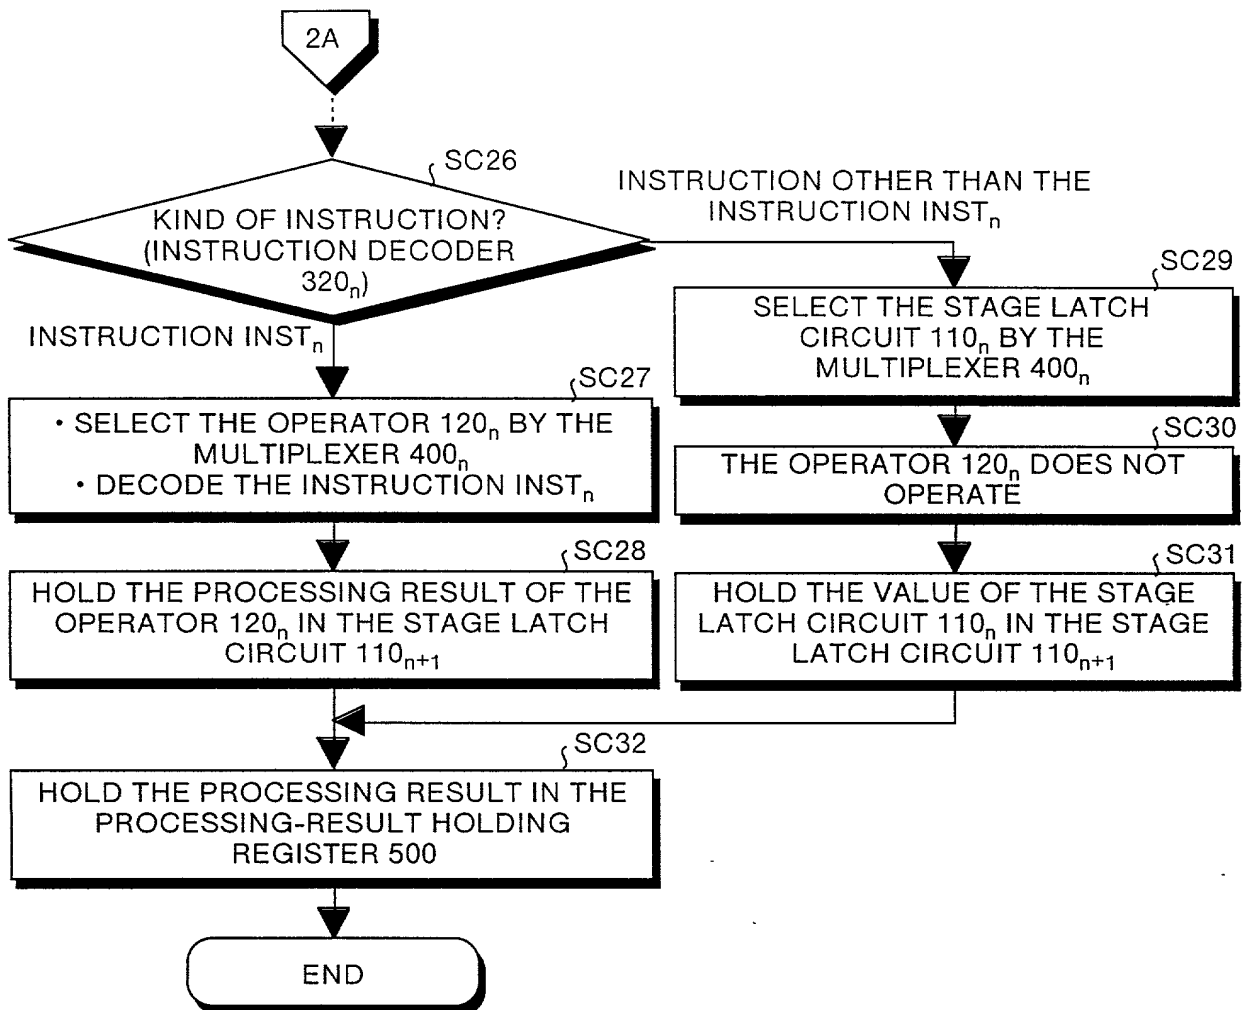 2A
SC26
KIND OF INSTRUCTION?
(INSTRUCTION DECODER
320n)
INSTRUCTION OTHER THAN THE
INSTRUCTION INSTn
INSTRUCTION INSTn
SC27
• SELECT THE OPERATOR 120n BY THE
MULTIPLEXER 400n
• DECODE THE INSTRUCTION INSTn
SC28
HOLD THE PROCESSING RESULT OF THE
OPERATOR 120n IN THE STAGE LATCH
CIRCUIT 110n+1
SC29
SELECT THE STAGE LATCH
CIRCUIT 110n BY THE
MULTIPLEXER 400n
SC30
THE OPERATOR 120n DOES NOT
OPERATE
SC31
HOLD THE VALUE OF THE STAGE
LATCH CIRCUIT 110n IN THE STAGE
LATCH CIRCUIT 110n+1
SC32
HOLD THE PROCESSING RESULT IN THE
PROCESSING-RESULT HOLDING
REGISTER 500
END